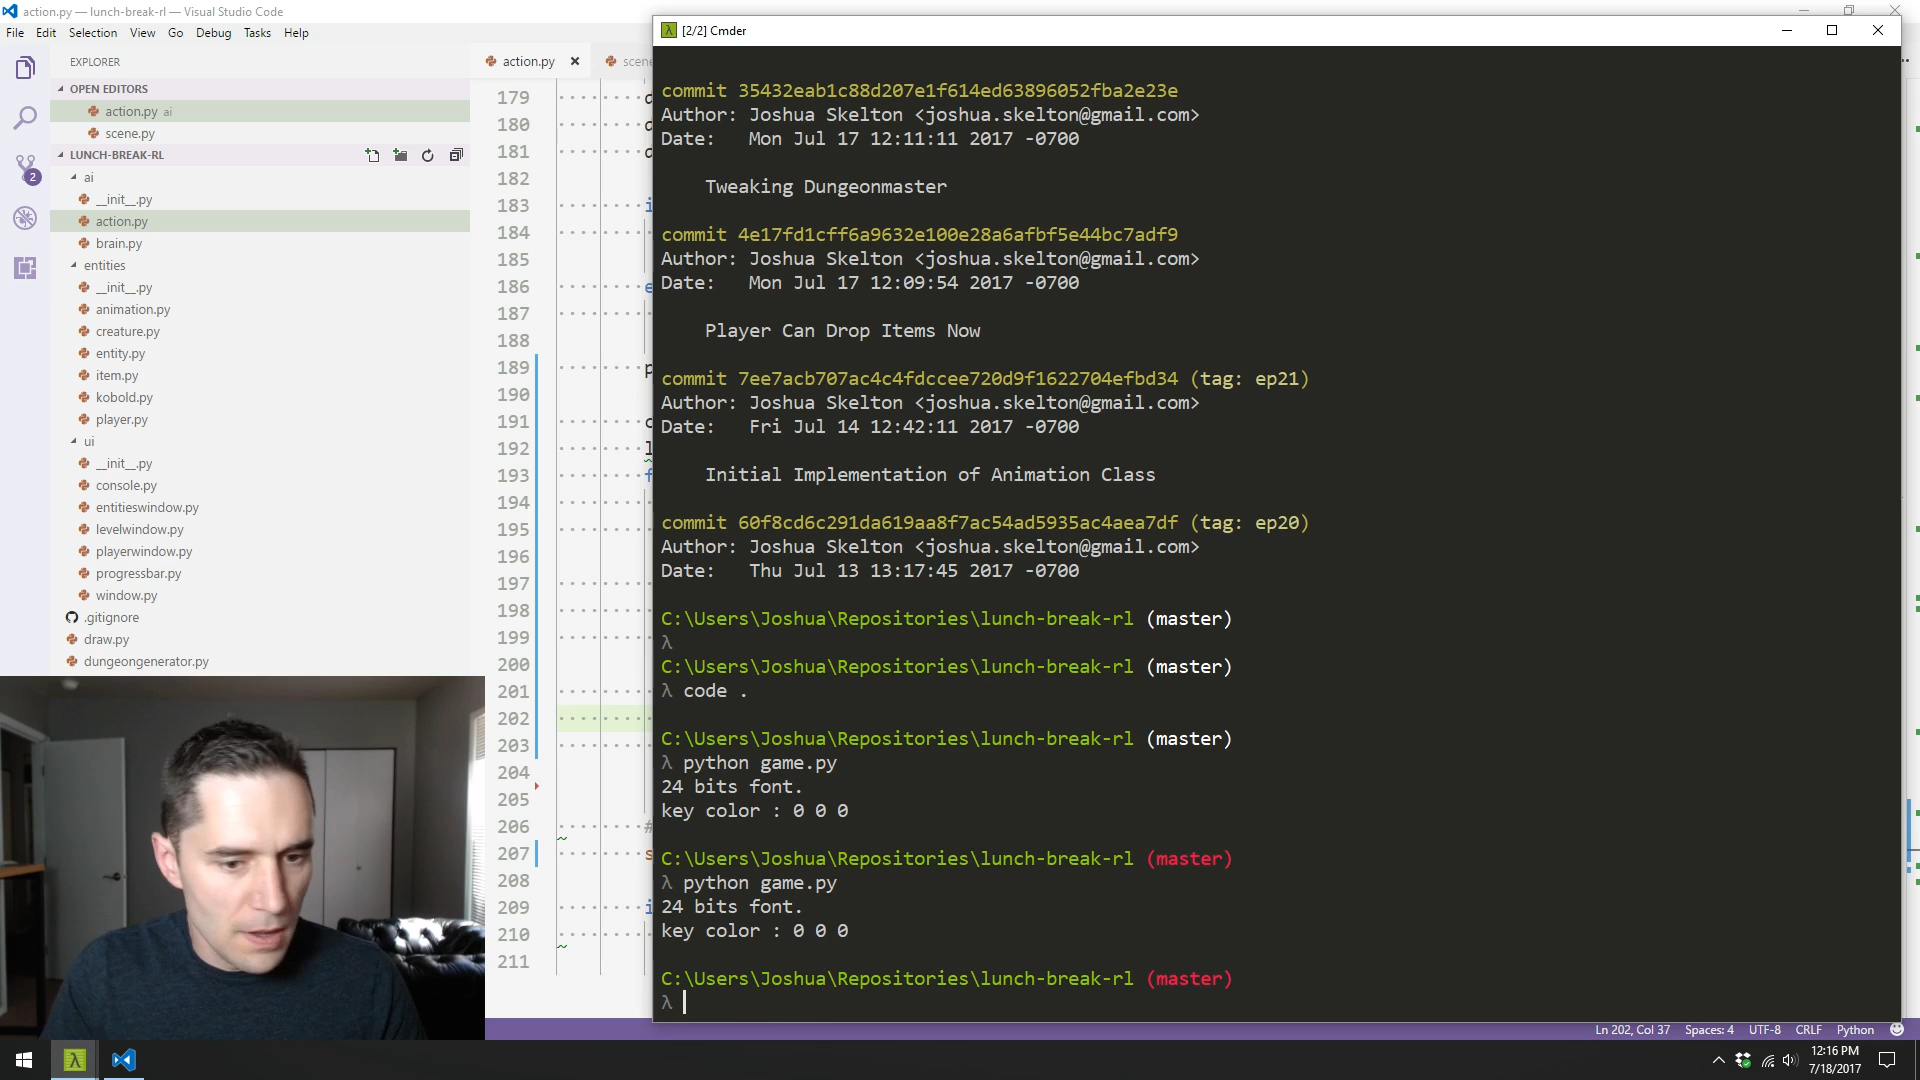 action.py — lunch-break-rl — Visual Studio Code
File Edit Selection View Go Debug Tasks Help
EXPLORER
OPEN EDITORS
action.py ai
scene.py
LUNCH-BREAK-RL
ai
__init__.py
action.py
brain.py
entities
__init__.py
animation.py
creature.py
entity.py
item.py
kobold.py
player.py
ui
__init__.py
console.py
entitieswindow.py
levelwindow.py
playerwindow.py
progressbar.py
window.py
.gitignore
draw.py
dungeongenerator.py
2
action.py
scene
179
180
181
182
183
184
185
186
187
188
189
190
191
192
193
194
195
196
197
198
199
200
201
202
203
204
205
206 #
207
208
209
210
211
[2/2] Cmder
commit 35432eab1c88d207e1f614ed63896052fba2e23e
Author: Joshua Skelton <joshua.skelton@gmail.com>
Date: Mon Jul 17 12:11:11 2017 -0700
Tweaking Dungeonmaster
commit 4e17fd1cff6a9632e100e28a6afbf5e44bc7adf9
Author: Joshua Skelton <joshua.skelton@gmail.com>
Date: Mon Jul 17 12:09:54 2017 -0700
Player Can Drop Items Now
commit 7ee7acb707ac4c4fdccee720d9f1622704efbd34 (tag: ep21)
Author: Joshua Skelton <joshua.skelton@gmail.com>
Date: Fri Jul 14 12:42:11 2017 -0700
Initial Implementation of Animation Class
commit 60f8cd6c291da619aa8f7ac54ad5935ac4aea7df (tag: ep20)
Author: Joshua Skelton <joshua.skelton@gmail.com>
Date: Thu Jul 13 13:17:45 2017 -0700
C:\Users\Joshua\Repositories\lunch-break-rl (master)
λ
C:\Users\Joshua\Repositories\lunch-break-rl (master)
λ code .
C:\Users\Joshua\Repositories\lunch-break-rl (master)
λ python game.py
24 bits font.
key color : 0 0 0
C:\Users\Joshua\Repositories\lunch-break-rl (master)
λ python game.py
24 bits font.
key color : 0 0 0
C:\Users\Joshua\Repositories\lunch-break-rl (master)
λ
Ln 202, Col 37 Spaces: 4 UTF-8 CRLF Python
12:16 PM
7/18/2017